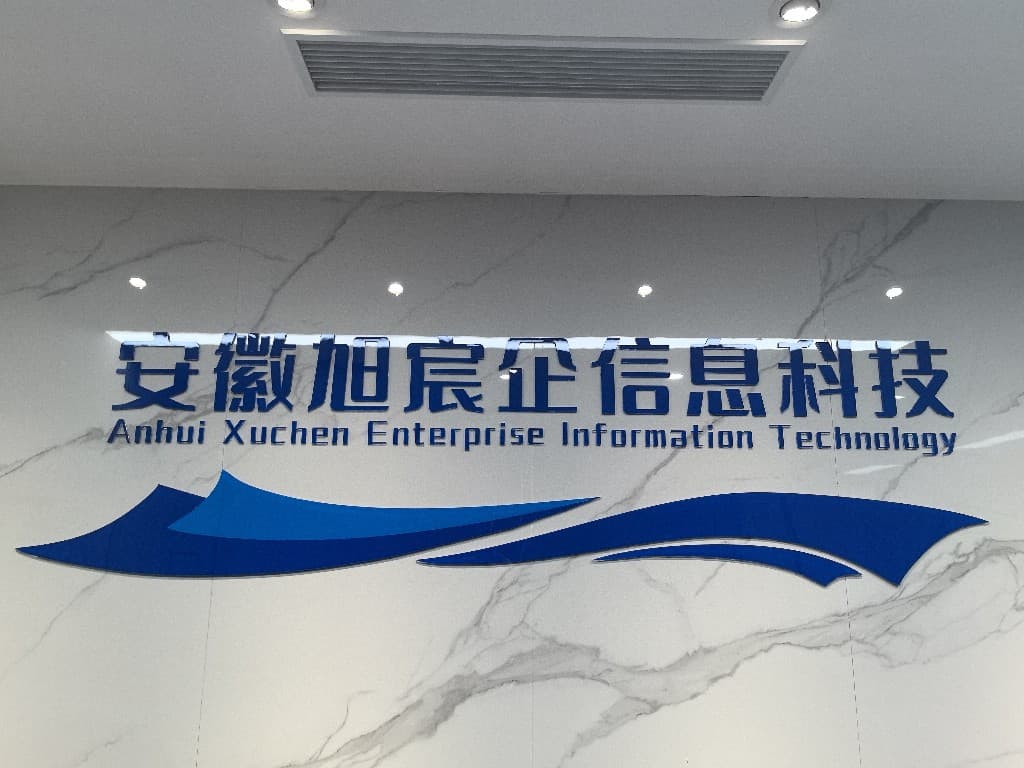 安徽旭宸企信息科技
Anhui Xuchen Enterprise Information Technology